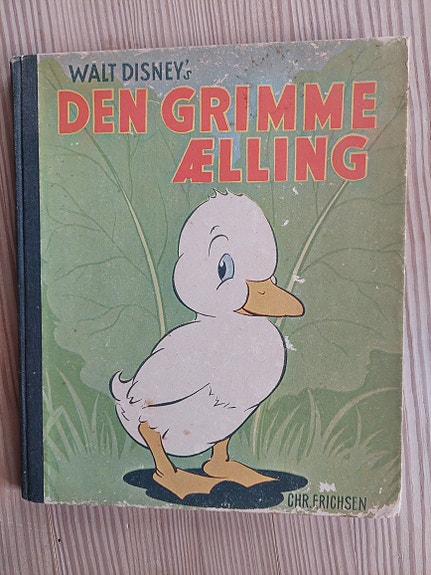 WALT DISNEY's
DEN GRIMME
ÆLLING
CHR. ERICHSEN